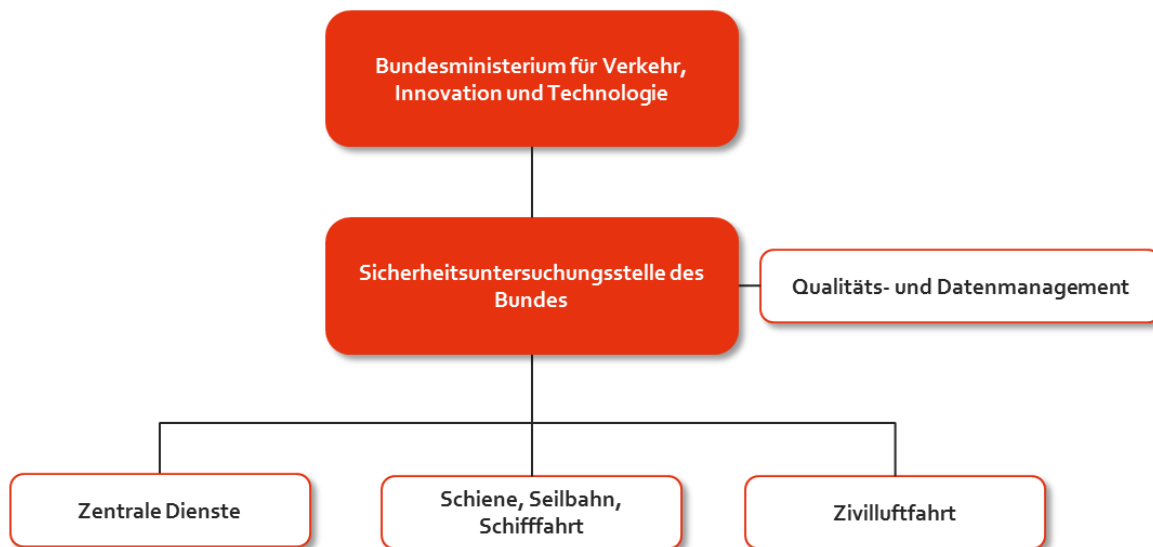 Bundesministerium für Verkehr,
Innovation und Technologie
Sicherheitsuntersuchungsstelle des
Bundes
Qualitäts- und Datenmanagement
Zentrale Dienste
Schiene, Seilbahn,
Schifffahrt
Zivilluftfahrt